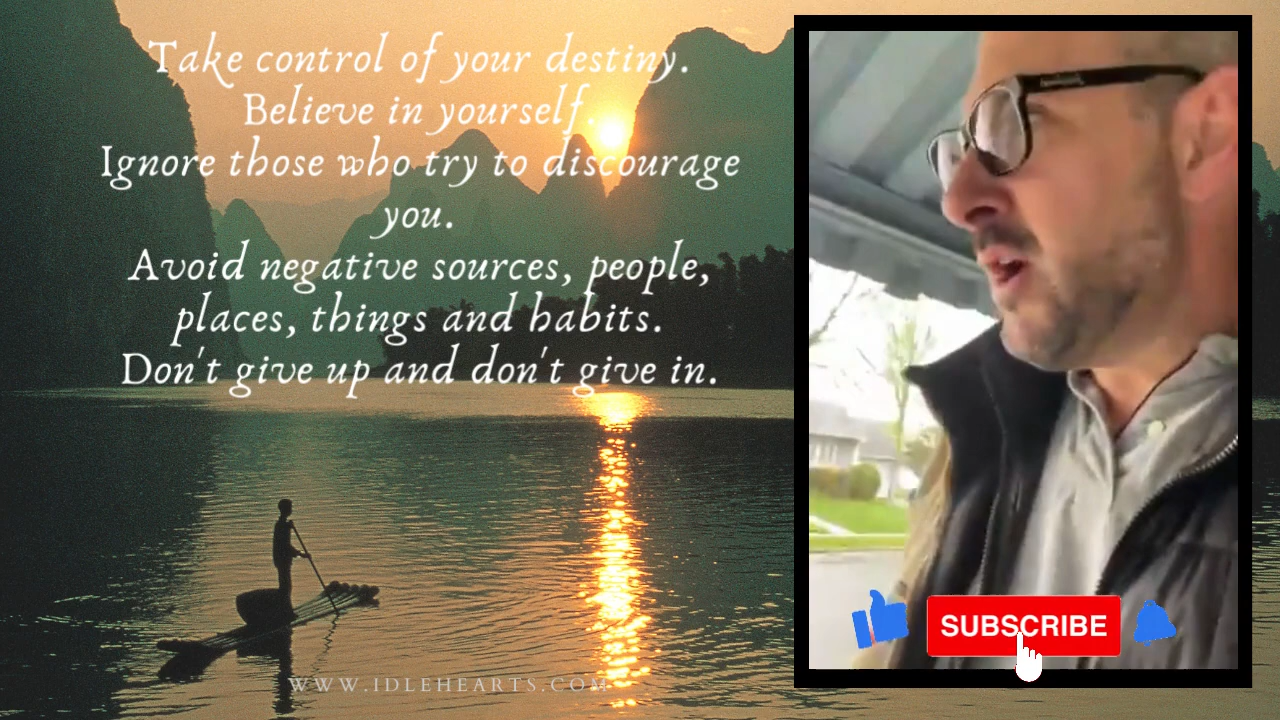 Take control of your destiny.
Believe in yourself.
Ignore those who try to discourage
you.
Avoid negative sources, people,
places, things and habits.
Don't give up and don't give in.
WWW.IDLEHEARTS.COM
SUBSCRIBE